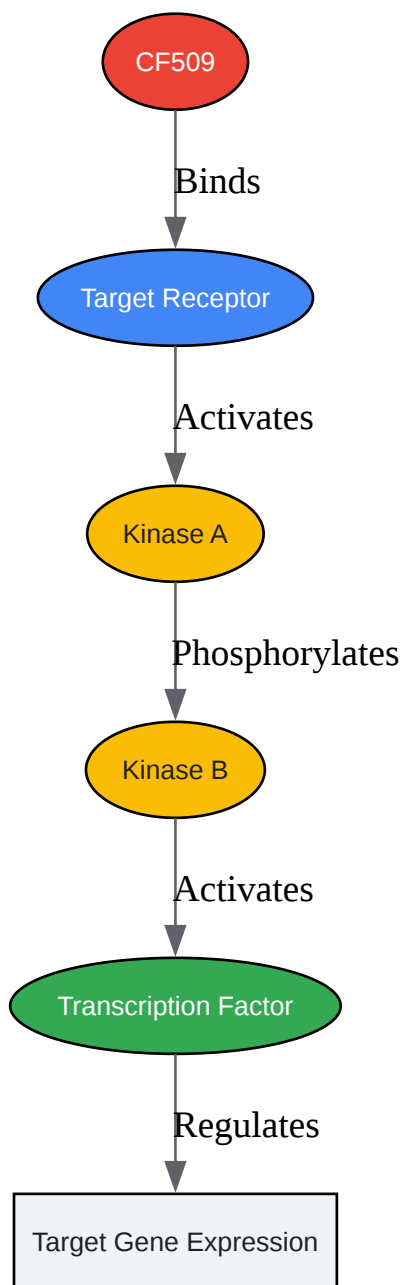 CF509
Binds
Target Receptor
Activates
Kinase A
Phosphorylates
Kinase B
Activates
Transcription Factor
Regulates
Target Gene Expression